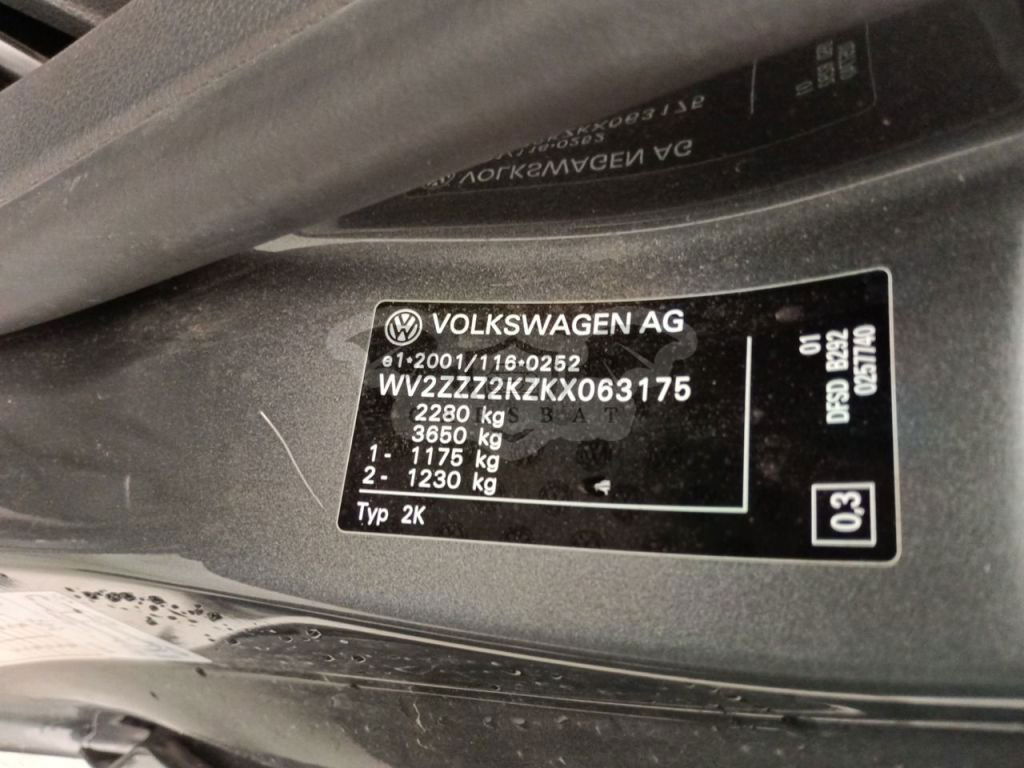 VOLKSWAGEN AG
e1*2001/116*0252
WV2ZZZ2KZKX063175
2280 kg
3650 kg
1- 1175 kg
2- 1230 kg
Typ 2K
01
DFSD B292
0257740
0,3
VOLKSWAGEN AG